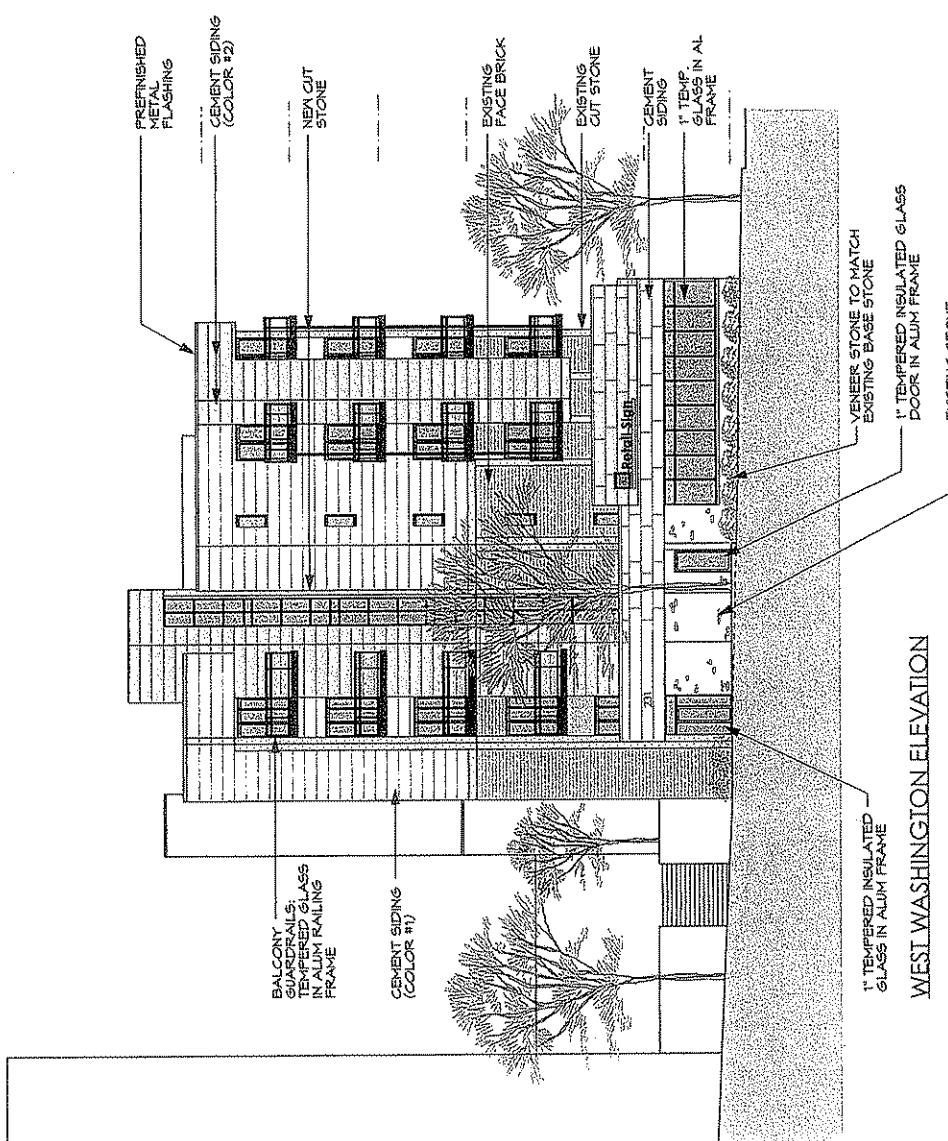 PREFINISHED
METAL
FLASHING
CEMENT SIDING
(COLOR #2)
NEW CUT
STONE
EXISTING
FACE BRICK
EXISTING
CUT STONE
CEMENT
SIDING
1" TEMP.
GLASS IN AL
FRAME
BALCONY
GUARDRAILS:
TEMPERED GLASS
IN ALUM RAILING
FRAME
CEMENT SIDING
(COLOR #1)
Retail Sign
1" TEMPERED INSULATED
GLASS IN ALUM FRAME
VENEER STONE TO MATCH
EXISTING BASE STONE
1" TEMPERED INSULATED GLASS
DOOR IN ALUM FRAME
WEST WASHINGTON ELEVATION